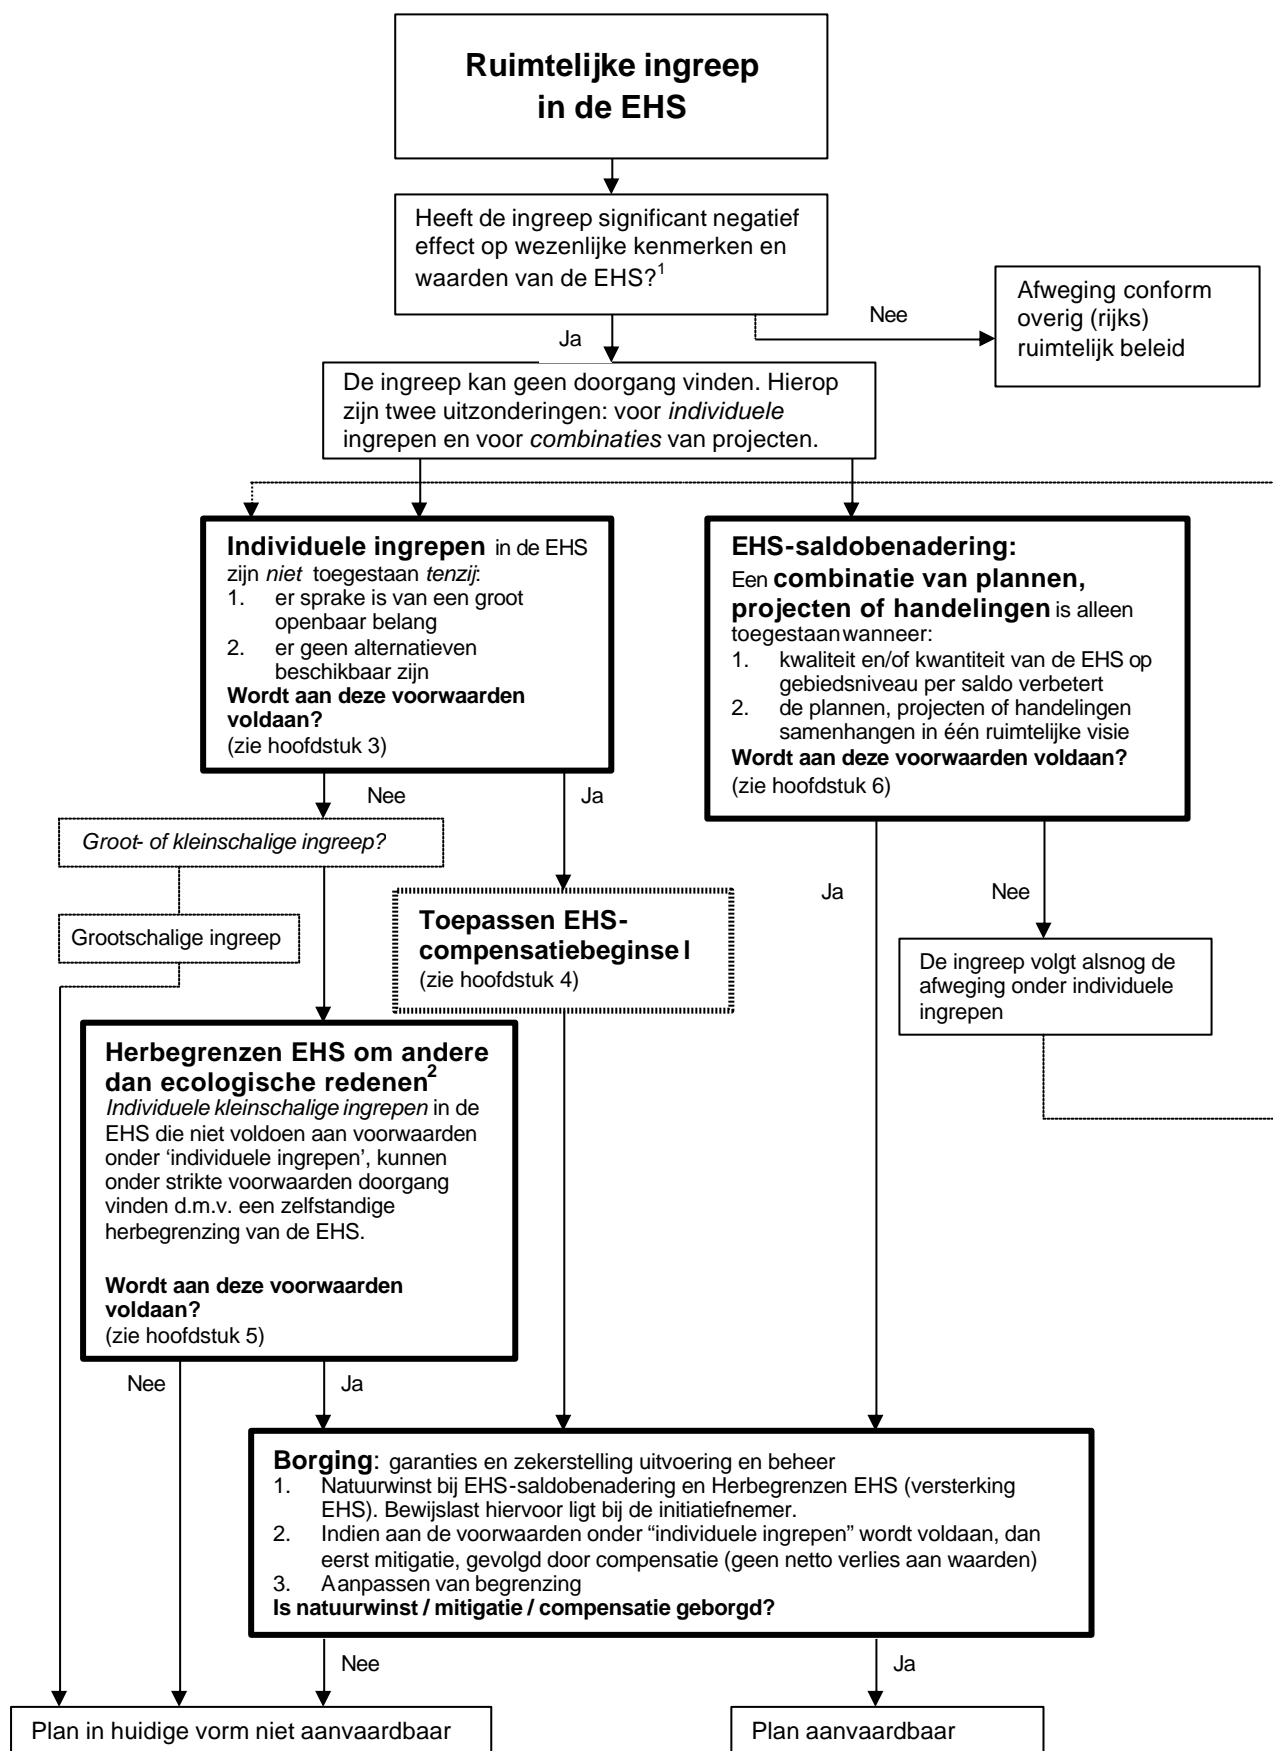 Ruimtelijke ingreep
in de EHS
Heeft de ingreep significant negatief
effect op wezenlijke kenmerken en
waarden van de EHS?1
Nee
Afweging conform
overig (rijks)
ruimtelijk beleid
Ja
De ingreep kan geen doorgang vinden. Hierop
zijn twee uitzonderingen: voor individuele
ingrepen en voor combinaties van projecten.
Individuele ingrepen in de EHS
zijn niet toegestaan tenzij:
1. er sprake is van een groot
openbaar belang
2. er geen alternatieven
beschikbaar zijn
Wordt aan deze voorwaarden
voldaan?
(zie hoofdstuk 3)
EHS-saldobenadering:
Een combinatie van plannen,
projecten of handelingen is alleen
toegestaan wanneer:
1. kwaliteit en/of kwantiteit van de EHS op
gebiedsniveau per saldo verbetert
2. de plannen, projecten of handelingen
samenhangen in één ruimtelijke visie
Wordt aan deze voorwaarden voldaan?
(zie hoofdstuk 6)
Nee
Ja
Groot- of kleinschalige ingreep?
Grootschalige ingreep
Toepassen EHS-
compensatiebeginsel
(zie hoofdstuk 4)
Ja
Nee
De ingreep volgt alsnog de
afweging onder individuele
ingrepen
Herbegrenzen EHS om andere
dan ecologische redenen2
Individuele kleinschalige ingrepen in de
EHS die niet voldoen aan voorwaarden
onder ‘individuele ingrepen’, kunnen
onder strikte voorwaarden doorgang
vinden d.m.v. een zelfstandige
herbegrenzing van de EHS.
Wordt aan deze voorwaarden
voldaan?
(zie hoofdstuk 5)
Nee
Ja
Borging: garanties en zekerstelling uitvoering en beheer
1. Natuurwinst bij EHS-saldobenadering en Herbegrenzen EHS (versterking
EHS). Bewijslast hiervoor ligt bij de initiatiefnemer.
2. Indien aan de voorwaarden onder “individuele ingrepen” wordt voldaan, dan
eerst mitigatie, gevolgd door compensatie (geen netto verlies aan waarden)
3. Aanpassen van begrenzing
Is natuurwinst / mitigatie / compensatie geborgd?
Nee
Ja
Plan in huidige vorm niet aanvaardbaar
Plan aanvaardbaar